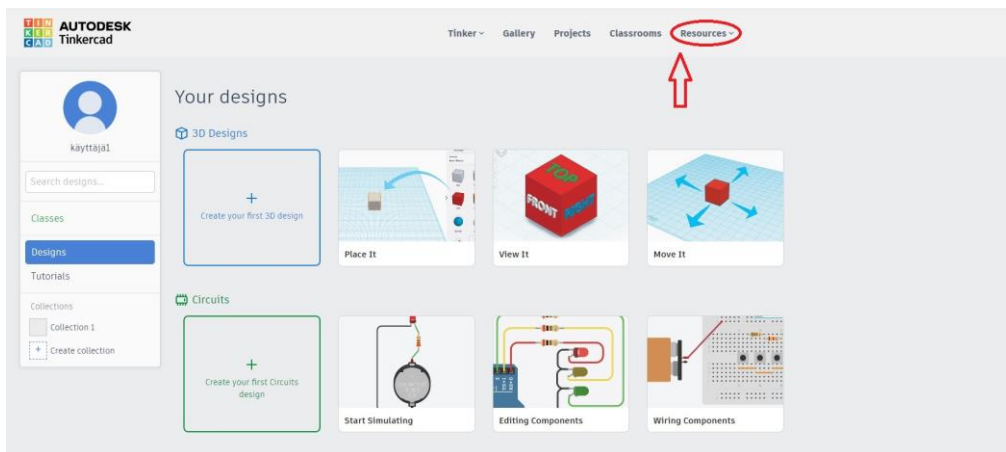 TIN
KER
CAD
AUTODESK
Tinkercad
Tinker
Gallery
Projects
Classrooms
Resources
käyttäjä1
Search designs...
Classes
Designs
Tutorials
Collections
Collection 1
+ Create collection
Your designs
3D Designs
+
Create your first 3D design
Place It
TOP
FRONT
RIGHT
View It
Move It
Circuits
+
Create your first Circuits
design
Start Simulating
Editing Components
Wiring Components